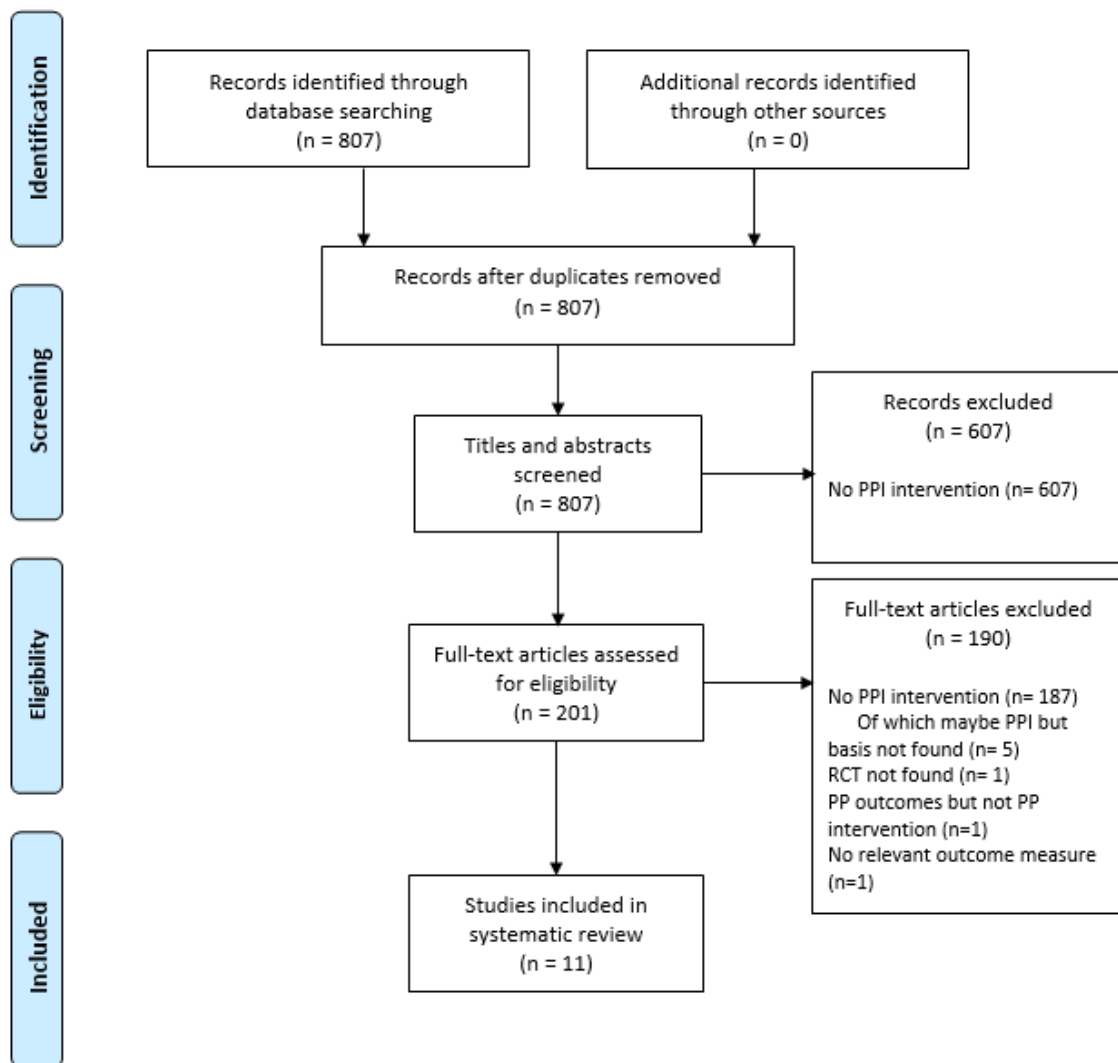 Identification
Records identified through
database searching
(n = 807)
Additional records identified
through other sources
(n = 0)
Records after duplicates removed
(n = 807)
Screening
Titles and abstracts
screened
(n = 807)
Records excluded
(n = 607)
No PPI intervention (n= 607)
Eligibility
Full-text articles assessed
for eligibility
(n = 201)
Full-text articles excluded
(n = 190)
No PPI intervention (n= 187)
Of which maybe PPI but
basis not found (n= 5)
RCT not found (n= 1)
PP outcomes but not PP
intervention (n=1)
No relevant outcome measure
(n=1)
Included
Studies included in
systematic review
(n = 11)